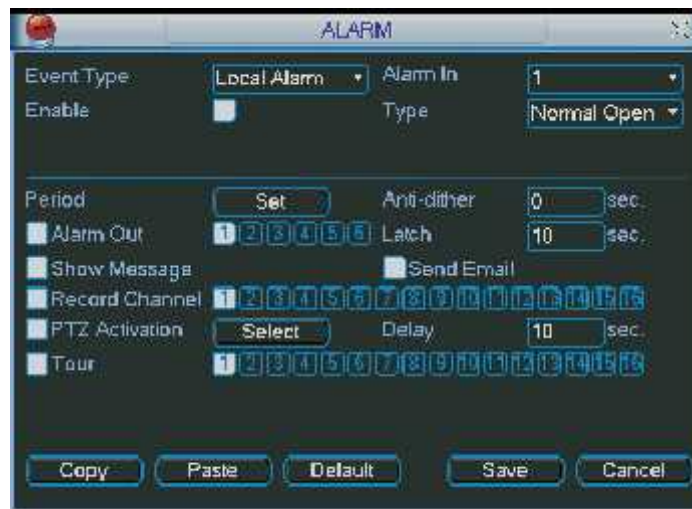 ALARM
Event Type Local Alarm Alarm In 1
Enable Type Normal Open
Period Set Anti-dither 0 sec.
Alarm Out 1 2 3 4 5 6 Latch 10 sec.
Show Message Send Email
Record Channel 1 2 3 4 5 6 7 8 9 10 11 12 13 14 15 16
PTZ Activation Select Delay 10 sec.
Tour 1 2 3 4 5 6 7 8 9 10 11 12 13 14 15 16
Copy Paste Default Save Cancel